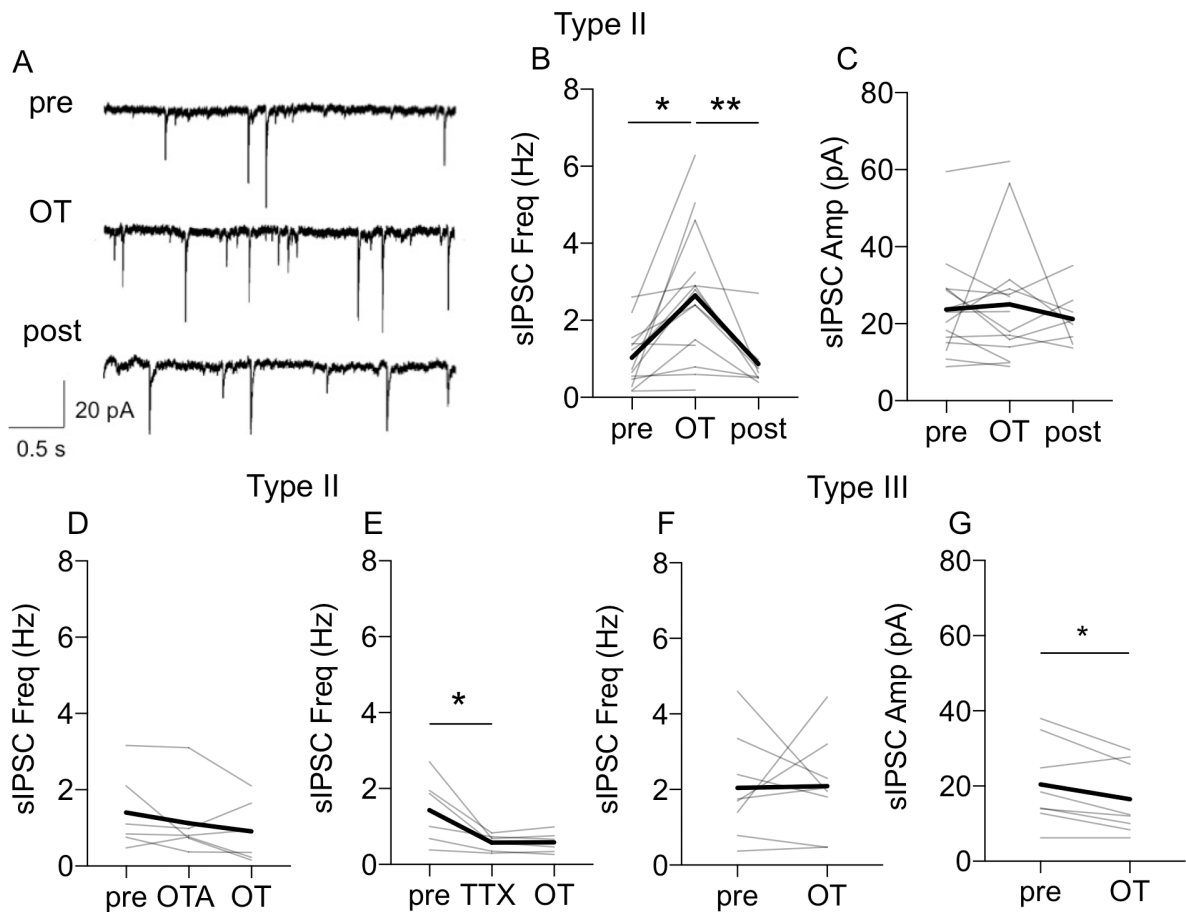 Type II
A
pre
OT
post
20 pA
0.5 s
B
sIPSC Freq (Hz)
8
6
4
2
0
* **
pre OT post
C
sIPSC Amp (pA)
80
60
40
20
0
pre OT post
Type II
D
sIPSC Freq (Hz)
8
6
4
2
0
pre OTA OT
E
sIPSC Freq (Hz)
8
6
4
2
0
*
pre TTX OT
Type III
F
sIPSC Freq (Hz)
8
6
4
2
0
pre OT
G
sIPSC Amp (pA)
80
60
40
20
0
*
pre OT